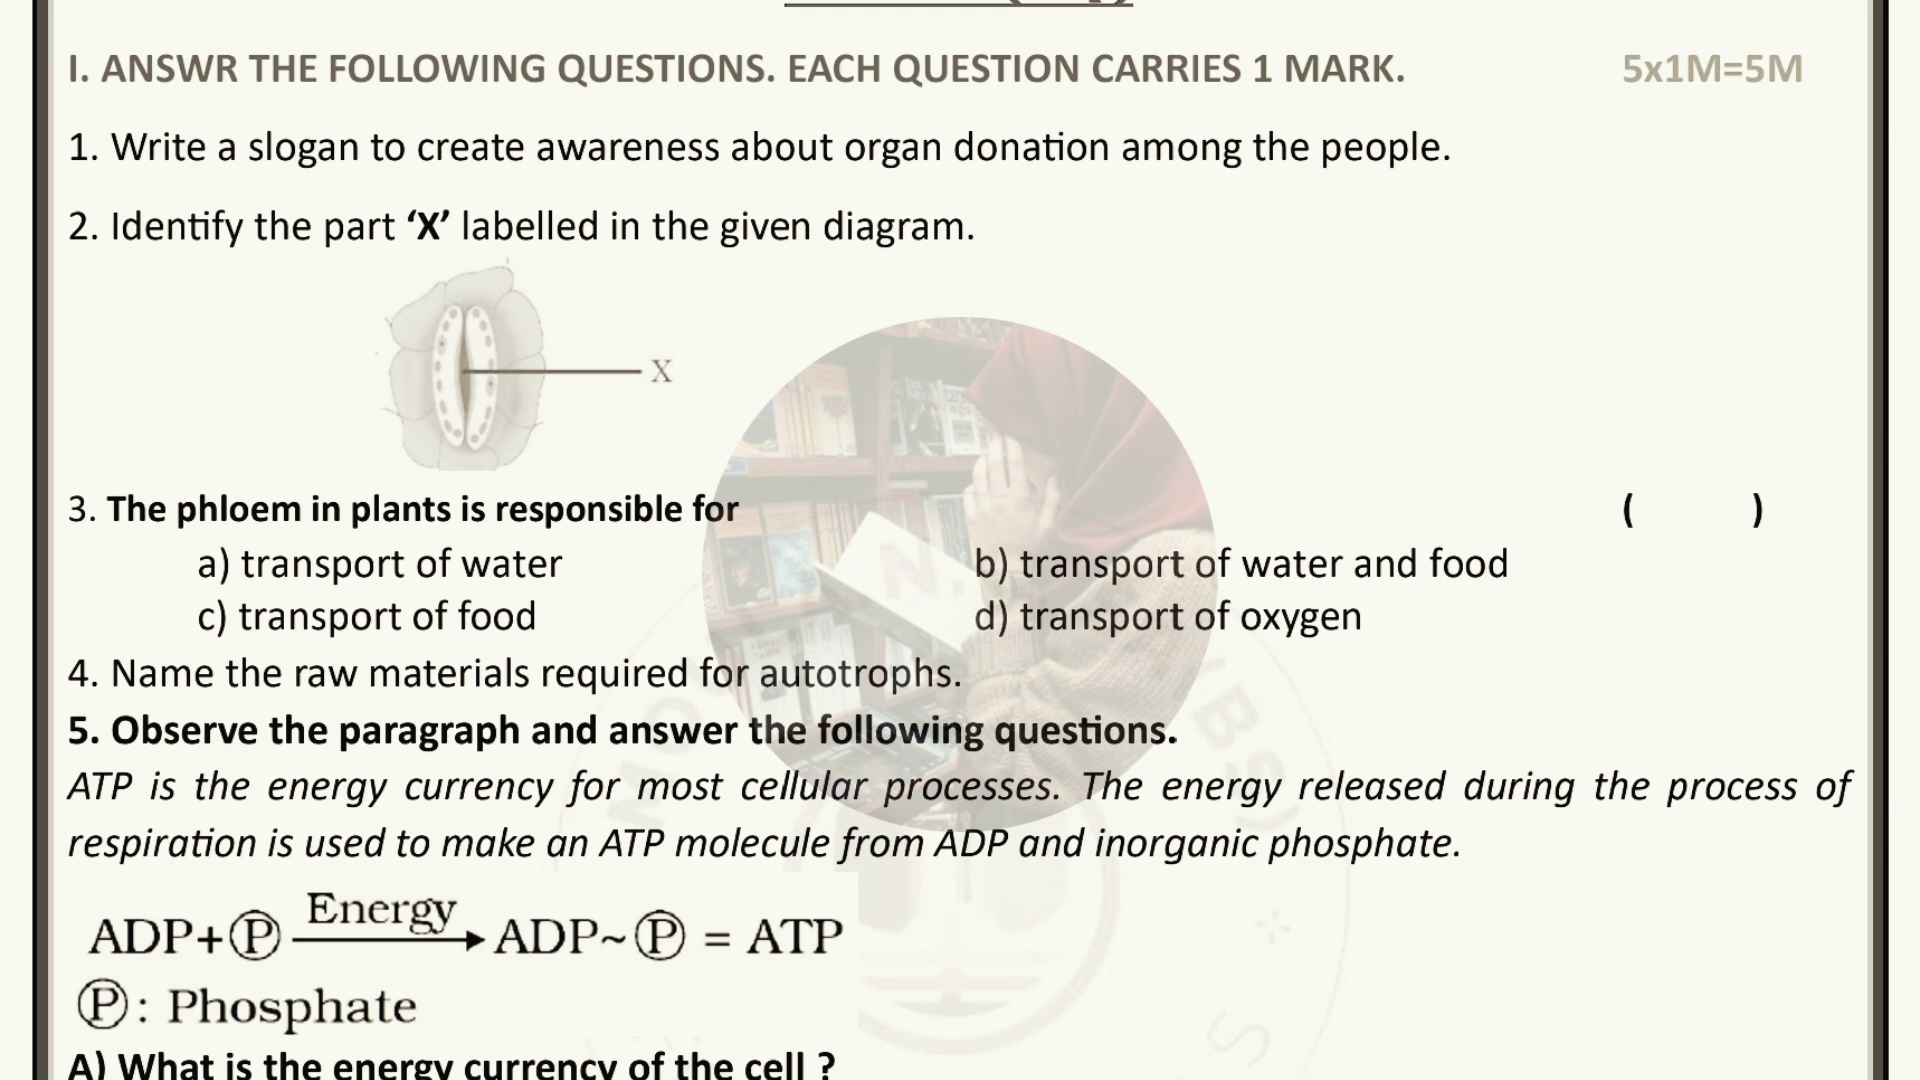 I. ANSWR THE FOLLOWING QUESTIONS. EACH QUESTION CARRIES 1 MARK. 5x1M=5M
1. Write a slogan to create awareness about organ donation among the people.
2. Identify the part ‘X’ labelled in the given diagram.
X
3. The phloem in plants is responsible for ( )
a) transport of water b) transport of water and food
c) transport of food d) transport of oxygen
4. Name the raw materials required for autotrophs.
5. Observe the paragraph and answer the following questions.
ATP is the energy currency for most cellular processes. The energy released during the process of
respiration is used to make an ATP molecule from ADP and inorganic phosphate.
Energy
ADP+Ⓟ → ADP~Ⓟ = ATP
Ⓟ: Phosphate
A) What is the energy currency of the cell ?